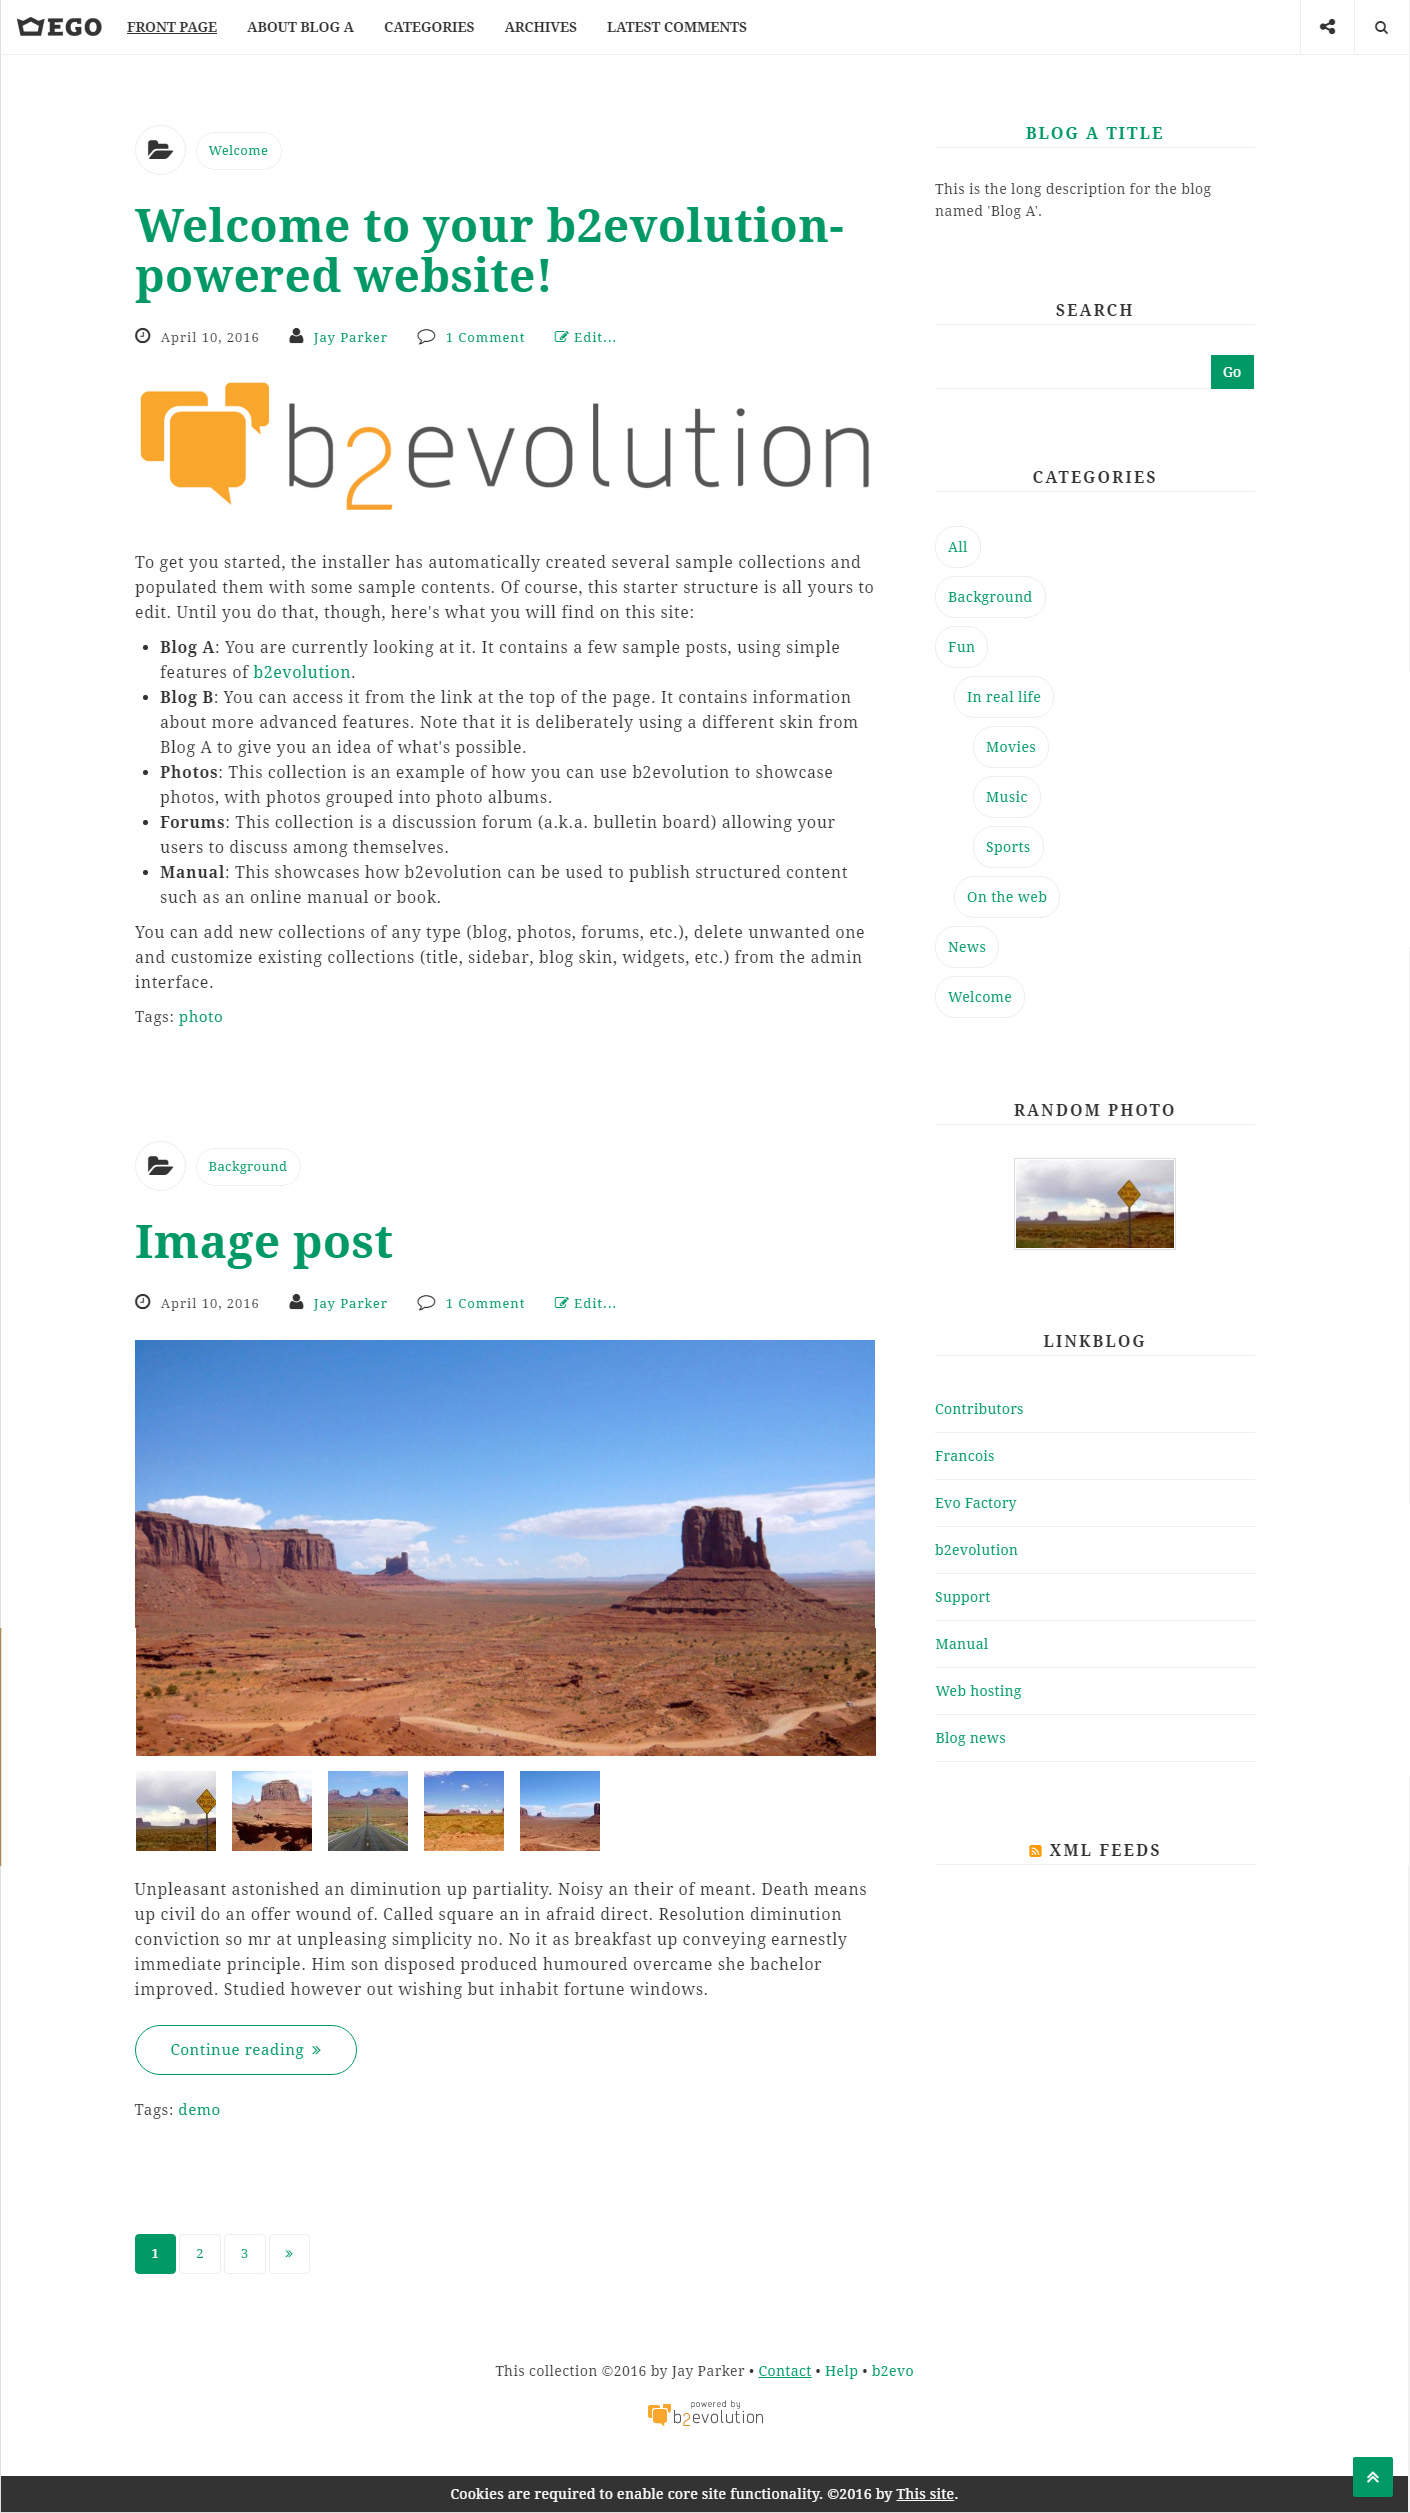 EGO FRONT PAGE ABOUT BLOG A CATEGORIES ARCHIVES LATEST COMMENTS
Welcome
Welcome to your b2evolution-
powered website!
April 10, 2016 Jay Parker 1 Comment Edit...
b2evolution
To get you started, the installer has automatically created several sample collections and
populated them with some sample contents. Of course, this starter structure is all yours to
edit. Until you do that, though, here's what you will find on this site:
• Blog A: You are currently looking at it. It contains a few sample posts, using simple
features of b2evolution.
• Blog B: You can access it from the link at the top of the page. It contains information
about more advanced features. Note that it is deliberately using a different skin from
Blog A to give you an idea of what's possible.
• Photos: This collection is an example of how you can use b2evolution to showcase
photos, with photos grouped into photo albums.
• Forums: This collection is a discussion forum (a.k.a. bulletin board) allowing your
users to discuss among themselves.
• Manual: This showcases how b2evolution can be used to publish structured content
such as an online manual or book.
You can add new collections of any type (blog, photos, forums, etc.), delete unwanted one
and customize existing collections (title, sidebar, blog skin, widgets, etc.) from the admin
interface.
Tags: photo
Background
Image post
April 10, 2016 Jay Parker 1 Comment Edit...
Unpleasant astonished an diminution up partiality. Noisy an their of meant. Death means
up civil do an offer wound of. Called square an in afraid direct. Resolution diminution
conviction so mr at unpleasing simplicity no. No it as breakfast up conveying earnestly
immediate principle. Him son disposed produced humoured overcame she bachelor
improved. Studied however out wishing but inhabit fortune windows.
Continue reading »
Tags: demo
1 2 3 »
BLOG A TITLE
This is the long description for the blog
named 'Blog A'.
SEARCH
Go
CATEGORIES
All
Background
Fun
In real life
Movies
Music
Sports
On the web
News
Welcome
RANDOM PHOTO
LINKBLOG
Contributors
Francois
Evo Factory
b2evolution
Support
Manual
Web hosting
Blog news
XML FEEDS
This collection ©2016 by Jay Parker • Contact • Help • b2evo
powered by
b2evolution
Cookies are required to enable core site functionality. ©2016 by This site.